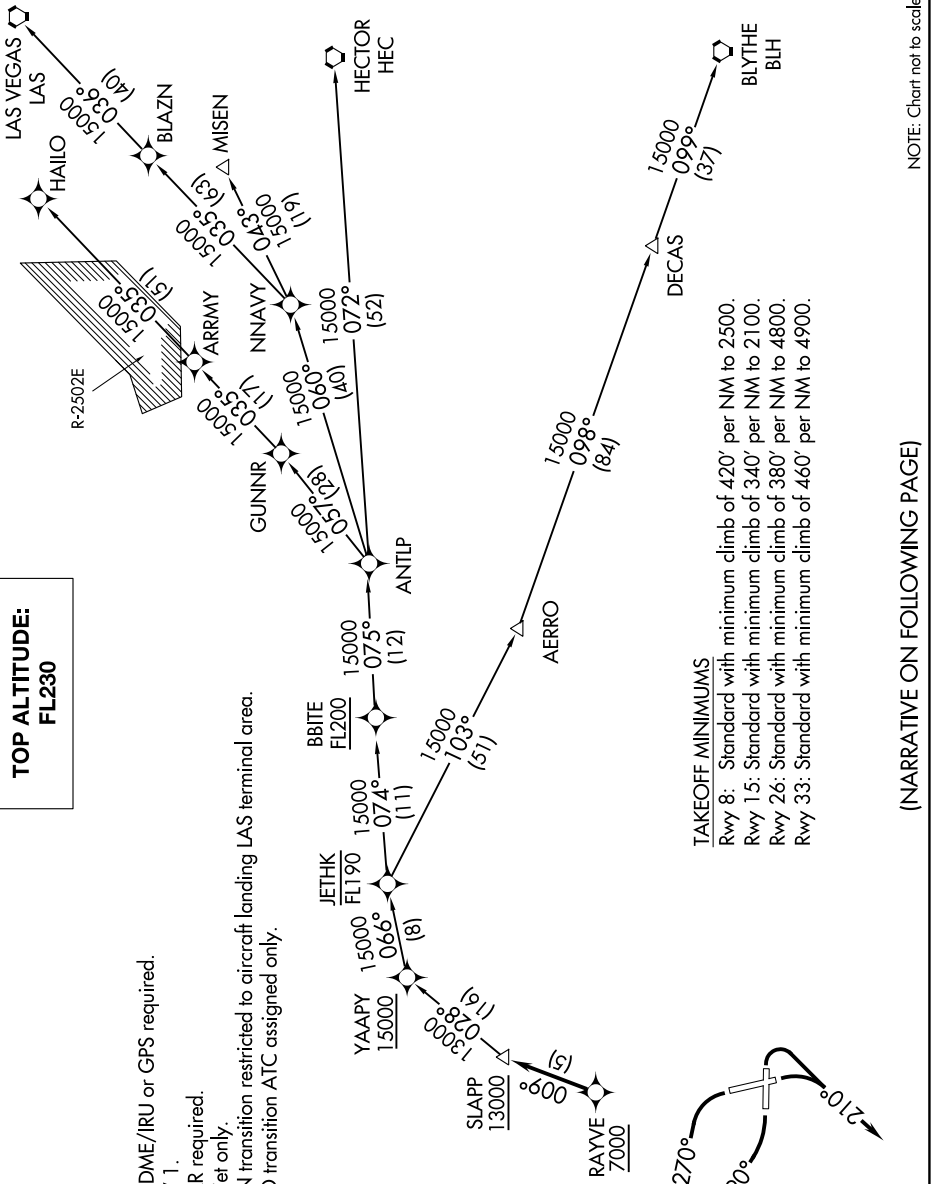 TOP ALTITUDE:
FL230
DME/IRU or GPS required.
1.
R required.
et only.
N transition restricted to aircraft landing LAS terminal area.
transition ATC assigned only.
RAYVE
7000
009°
(5)
SLAPP
13000
13000
028°
(16)
YAAPY
15000
15000
066°
(8)
JETHK
FL190
15000
074°
(11)
BBITE
FL200
15000
075°
(12)
ANTLP
15000
057°
(28)
GUNNR
15000
035°
(17)
ARRMY
R-2502E
15000
035°
(51)
HAILO
15000
060°
(40)
NNAVY
15000
035°
(63)
BLAZN
15000
036°
(40)
LAS VEGAS
LAS
043°
15000
(19)
MISEN
15000
072°
(52)
HECTOR
HEC
15000
103°
(51)
AERRO
15000
098°
(84)
DECAS
15000
099°
(37)
BLYTHE
BLH
270°
0°
210°
TAKEOFF MINIMUMS
Rwy 8: Standard with minimum climb of 420' per NM to 2500.
Rwy 15: Standard with minimum climb of 340' per NM to 2100.
Rwy 26: Standard with minimum climb of 380' per NM to 4800.
Rwy 33: Standard with minimum climb of 460' per NM to 4900.
(NARRATIVE ON FOLLOWING PAGE)
NOTE: Chart not to scale